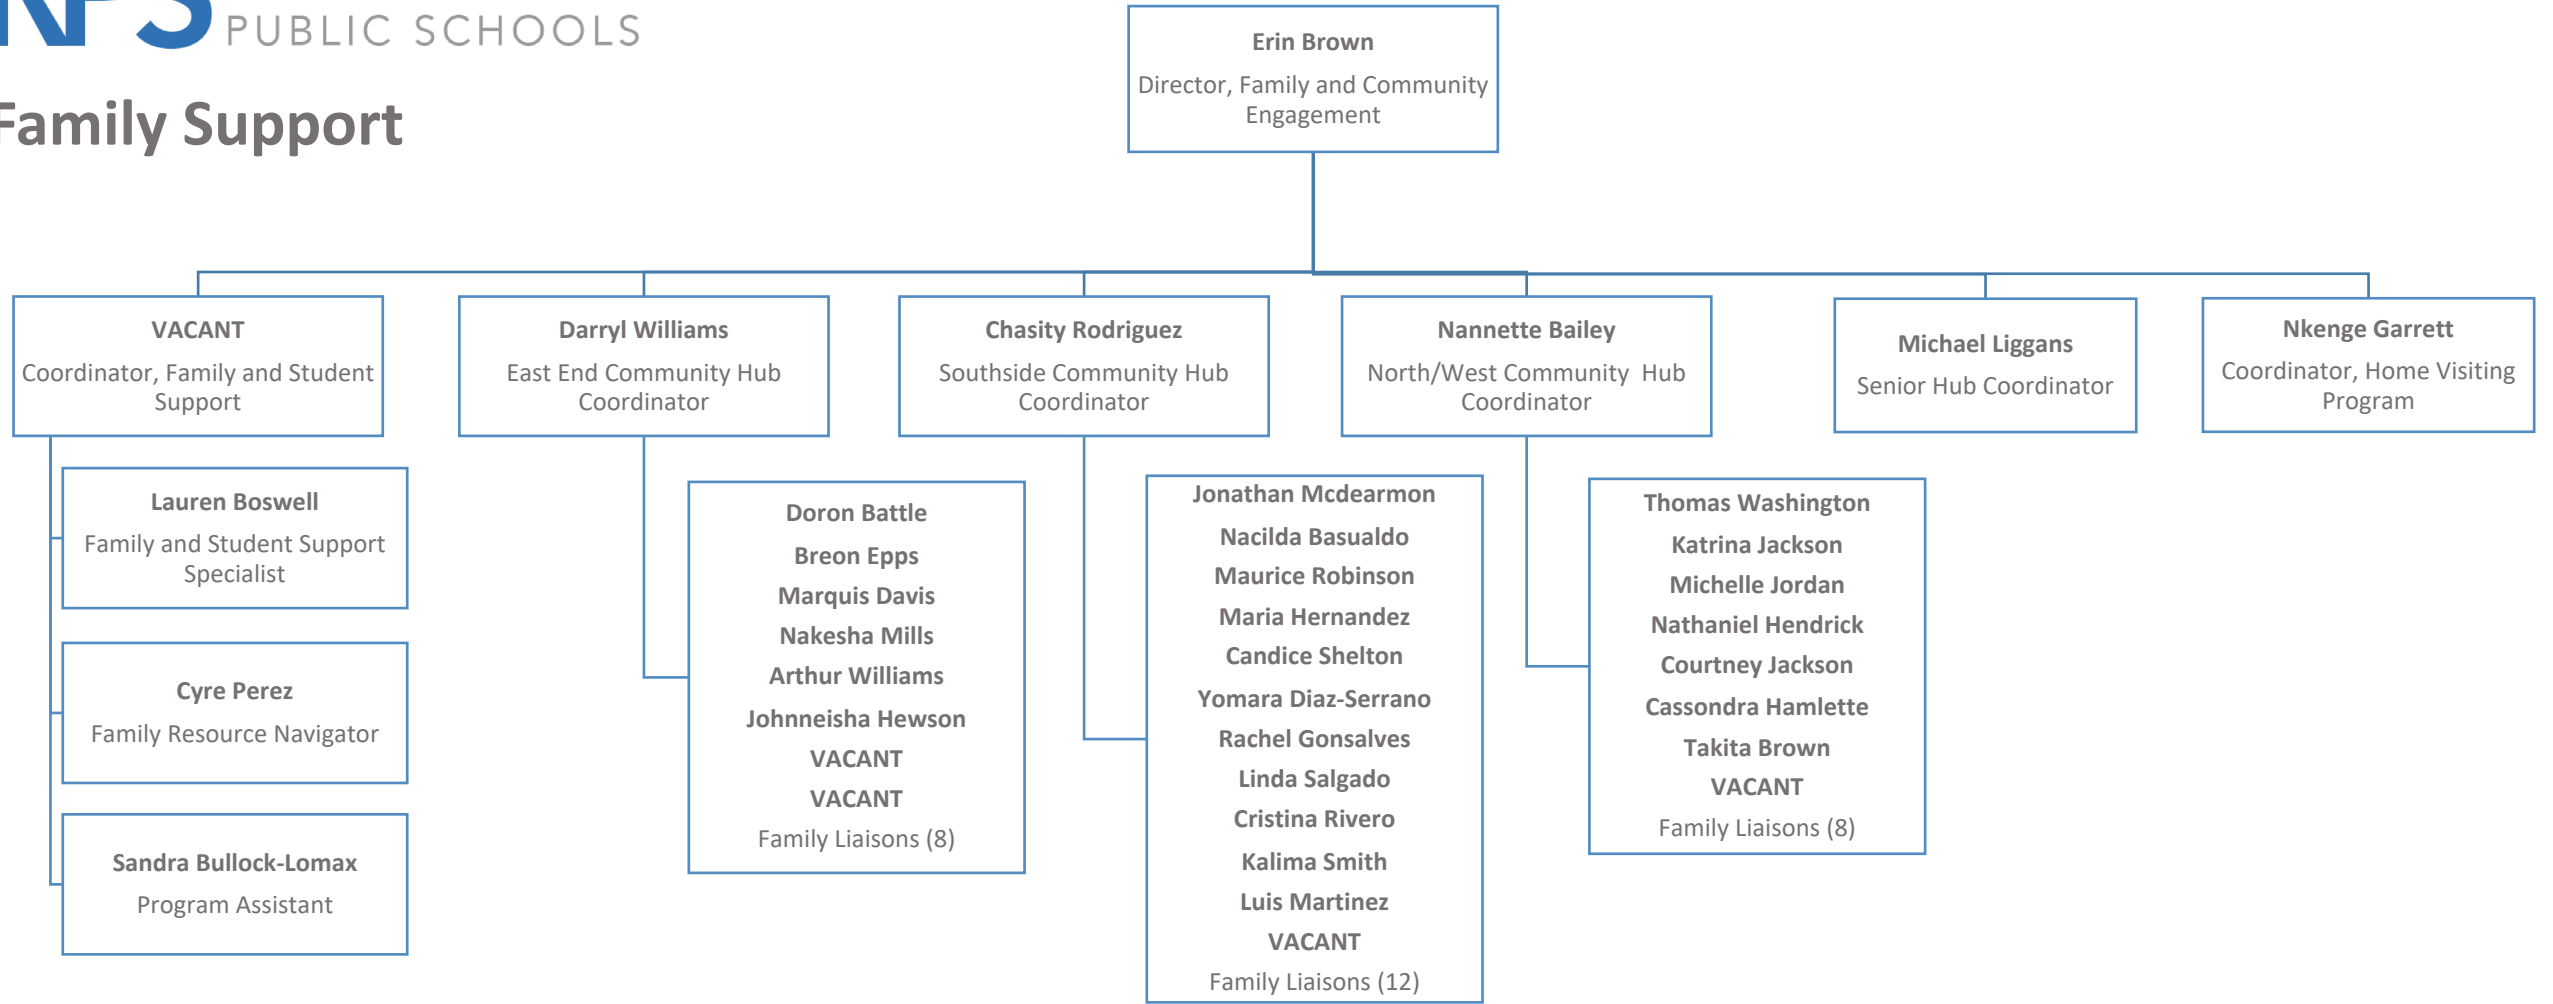 PUBLIC SCHOOLS
Family Support
Erin Brown
Director, Family and Community
Engagement
VACANT
Coordinator, Family and Student
Support
Lauren Boswell
Family and Student Support
Specialist
Cyre Perez
Family Resource Navigator
Sandra Bullock-Lomax
Program Assistant
Darryl Williams
East End Community Hub
Coordinator
Doron Battle
Breon Epps
Marquis Davis
Nakesha Mills
Arthur Williams
Johnneisha Hewson
VACANT
VACANT
Family Liaisons (8)
Chasity Rodriguez
Southside Community Hub
Coordinator
Jonathan Mcdearmon
Nacilda Basualdo
Maurice Robinson
Maria Hernandez
Candice Shelton
Yomara Diaz-Serrano
Rachel Gonsalves
Linda Salgado
Cristina Rivero
Kalima Smith
Luis Martinez
VACANT
Family Liaisons (12)
Nannette Bailey
North/West Community Hub
Coordinator
Thomas Washington
Katrina Jackson
Michelle Jordan
Nathaniel Hendrick
Courtney Jackson
Cassondra Hamlette
Takita Brown
VACANT
Family Liaisons (8)
Michael Liggans
Senior Hub Coordinator
Nkenge Garrett
Coordinator, Home Visiting
Program